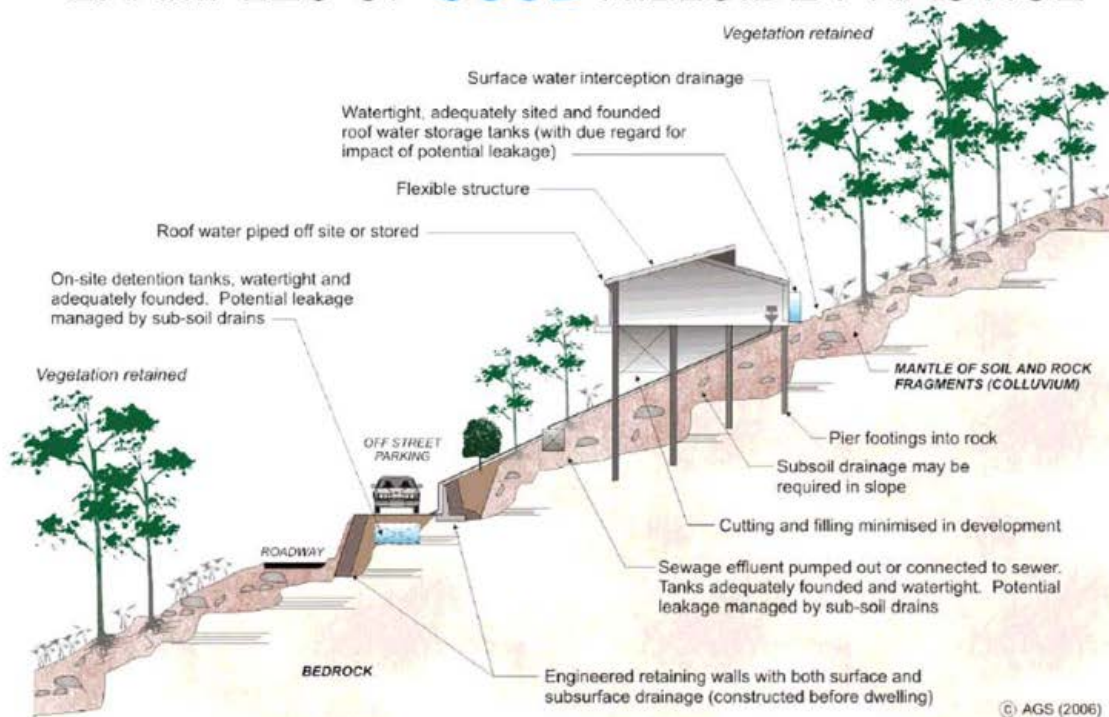 Vegetation retained
Surface water interception drainage
Watertight, adequately sited and founded
roof water storage tanks (with due regard for
impact of potential leakage)
Flexible structure
Roof water piped off site or stored
On-site detention tanks, watertight and
adequately founded. Potential leakage
managed by sub-soil drains
Vegetation retained
MANTLE OF SOIL AND ROCK
FRAGMENTS (COLLUVIUM)
OFF STREET
PARKING
Pier footings into rock
Subsoil drainage may be
required in slope
Cutting and filling minimised in development
ROADWAY
Sewage effluent pumped out or connected to sewer.
Tanks adequately founded and watertight. Potential
leakage managed by sub-soil drains
BEDROCK
Engineered retaining walls with both surface and
subsurface drainage (constructed before dwelling)
© AGS (2006)